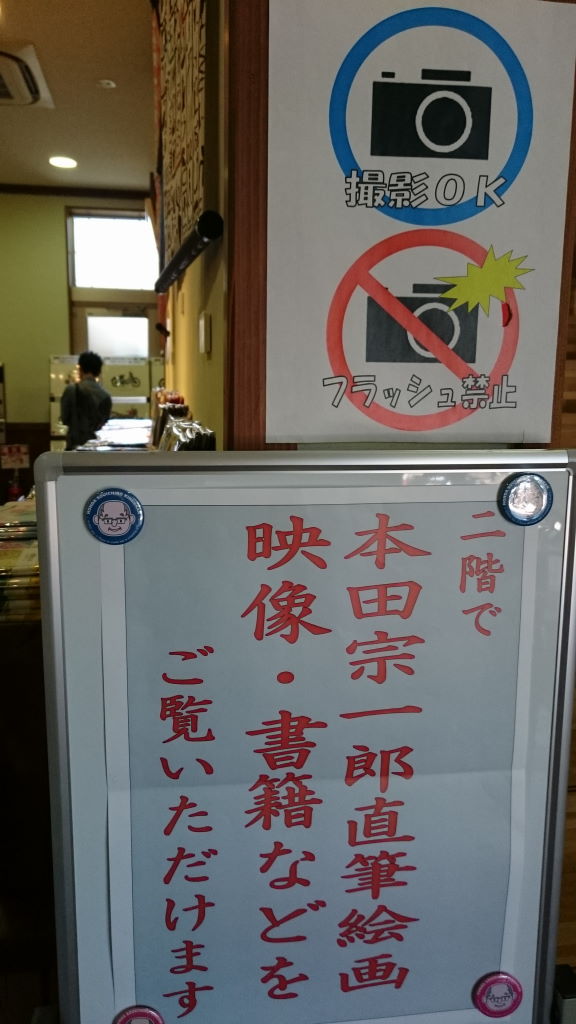 撮影OK
フラッシュ禁止
二階で
本田宗一郎直筆絵画
映像・書籍などを
ご覧いただけます